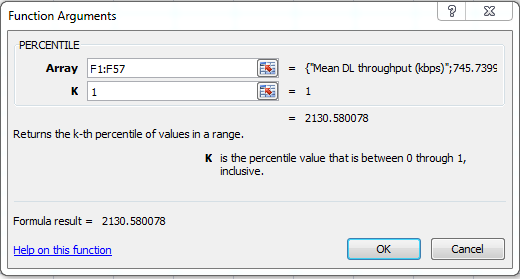 Function Arguments
?
PERCENTILE
Array F1:F57 = {"Mean DL throughput (kbps)";745.7399
K 1 = 1
= 2130.580078
Returns the k-th percentile of values in a range.
K is the percentile value that is between 0 through 1,
inclusive.
Formula result = 2130.580078
Help on this function
OK
Cancel